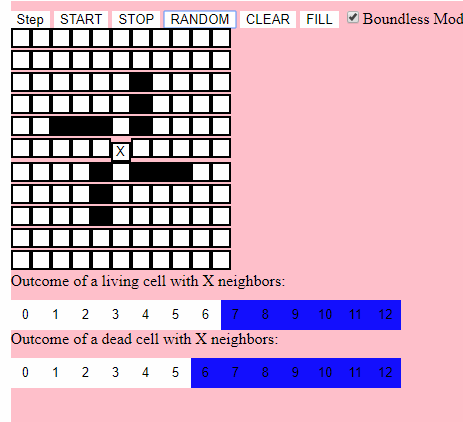 Step START STOP RANDOM CLEAR FILL Boundless Mod
X
Outcome of a living cell with X neighbors:
0 1 2 3 4 5 6 7 8 9 10 11 12
Outcome of a dead cell with X neighbors:
0 1 2 3 4 5 6 7 8 9 10 11 12